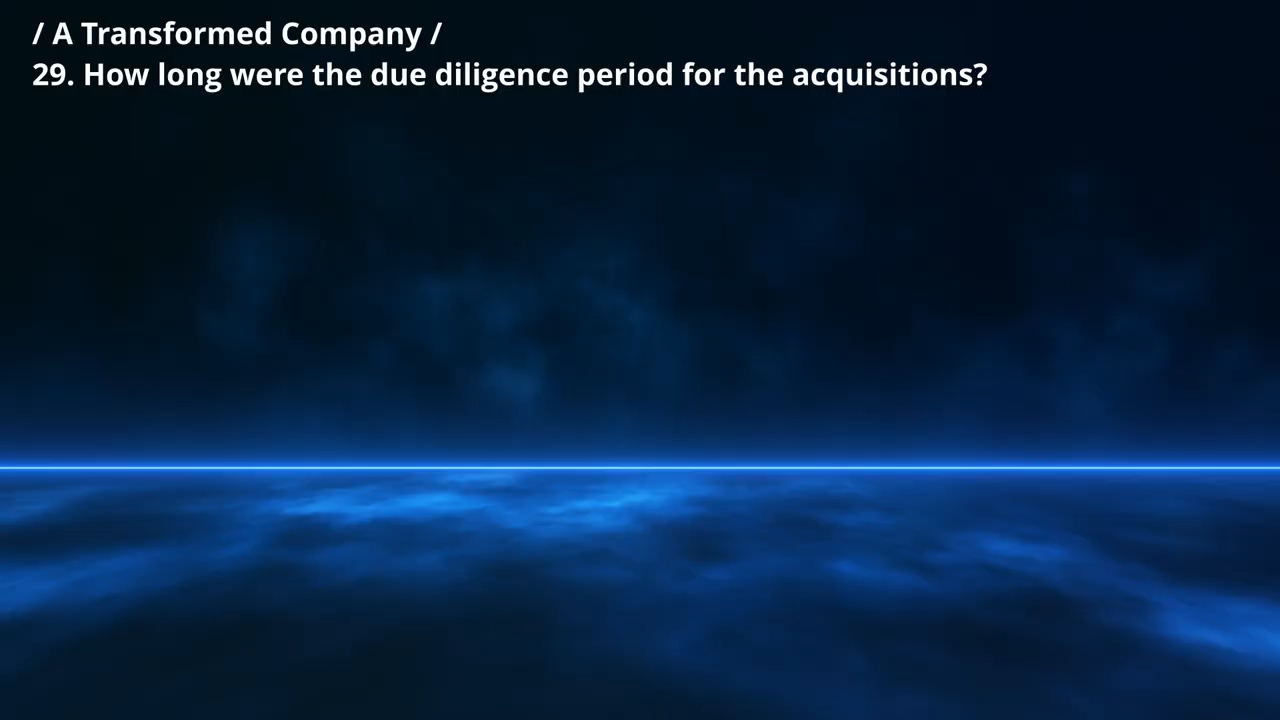 / A Transformed Company /
29. How long were the due diligence period for the acquisitions?